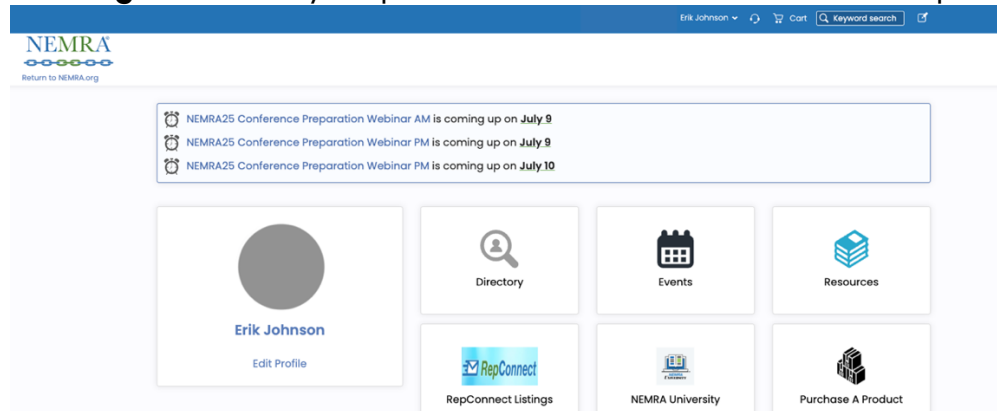 Erik Johnson Cart Keyword search
NEMRA
Return to NEMRA.org
NEMRA25 Conference Preparation Webinar AM is coming up on July 9
NEMRA25 Conference Preparation Webinar PM is coming up on July 9
NEMRA25 Conference Preparation Webinar PM is coming up on July 10
Directory
Events
Resources
Erik Johnson
Edit Profile
RepConnect
RepConnect Listings
NEMRA University
Purchase A Product